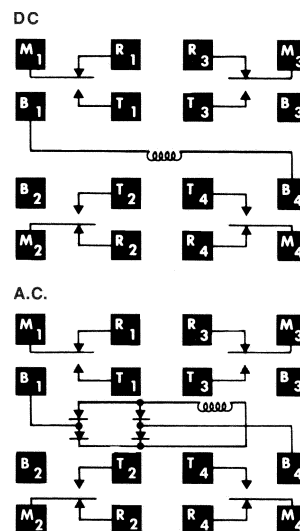 DC
M1 R1 R3 M3
B1 T1 T3 B3
B2 T2 T4 B4
M2 R2 R4 M4
A.C.
M1 R1 R3 M3
B1 T1 T3 B3
B2 T2 T4 B4
M2 R2 R4 M